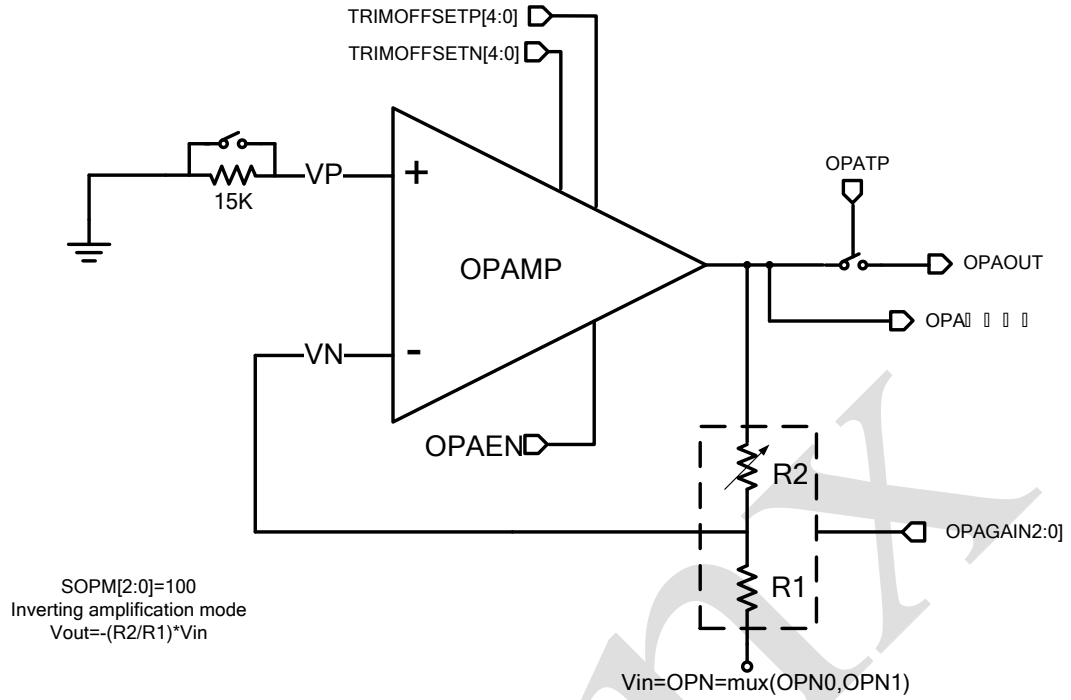 TRIMOFFSETP[4:0]
TRIMOFFSETN[4:0]
OPATP
+
VP
15K
OPAMP
OPAOUT
OPA
VN
-
OPAEN
R2
OPAGAIN2:0]
R1
SOPM[2:0]=100
Inverting amplification mode
Vout=-(R2/R1)*Vin
Vin=OPN=mux(OPN0,OPN1)